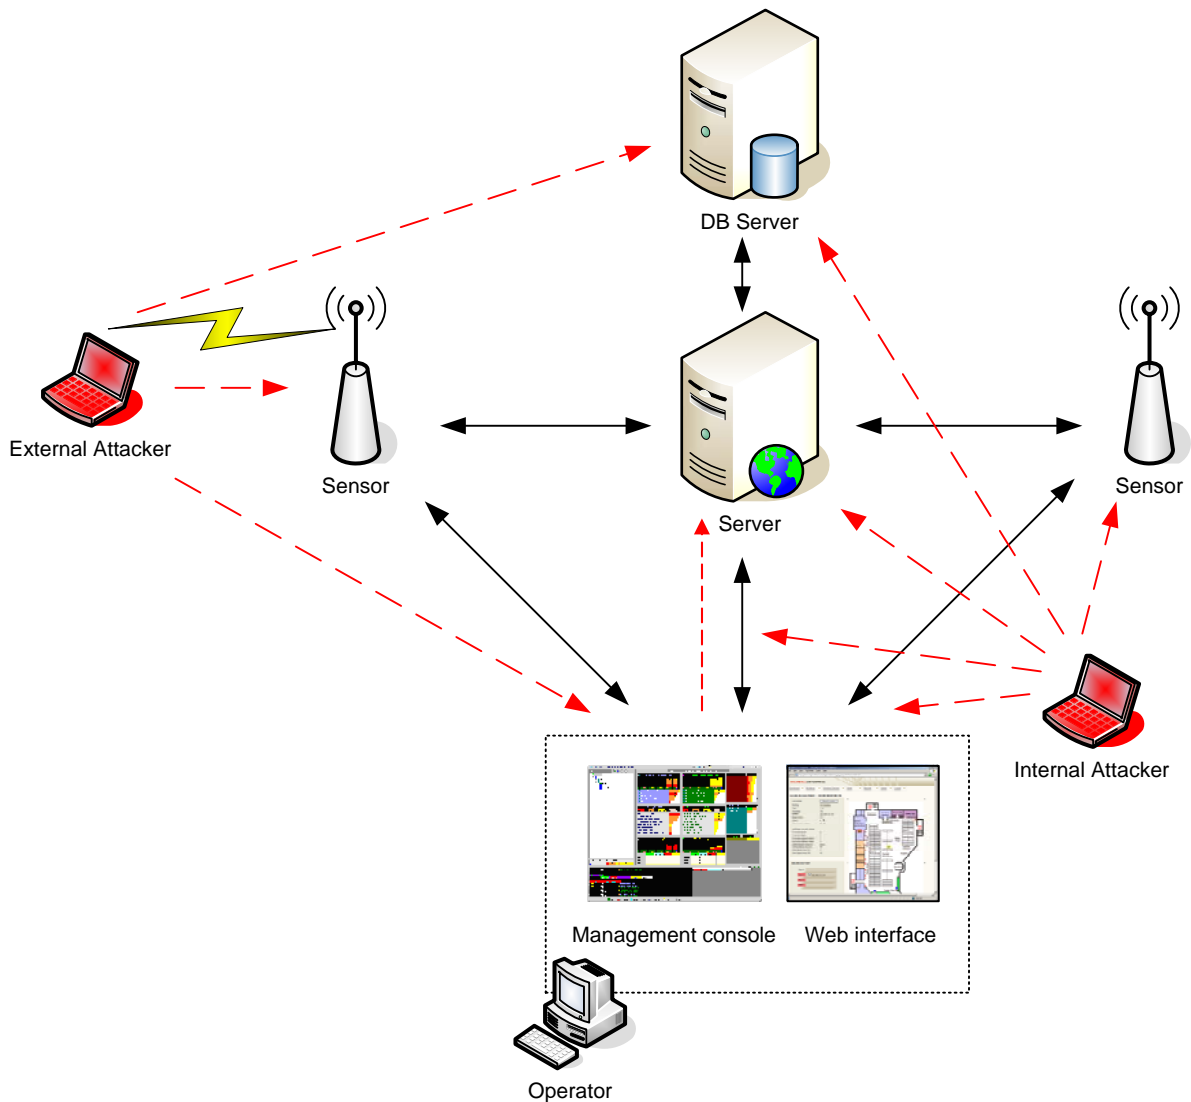 DB Server
External Attacker
Sensor
Server
Sensor
Internal Attacker
Management console
Web interface
Operator